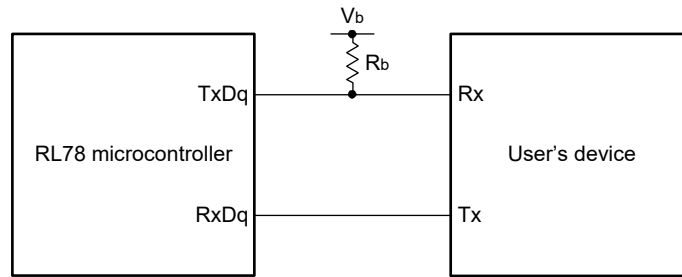 Vb
Rb
TxDq
Rx
RL78 microcontroller
User’s device
RxDq
Tx